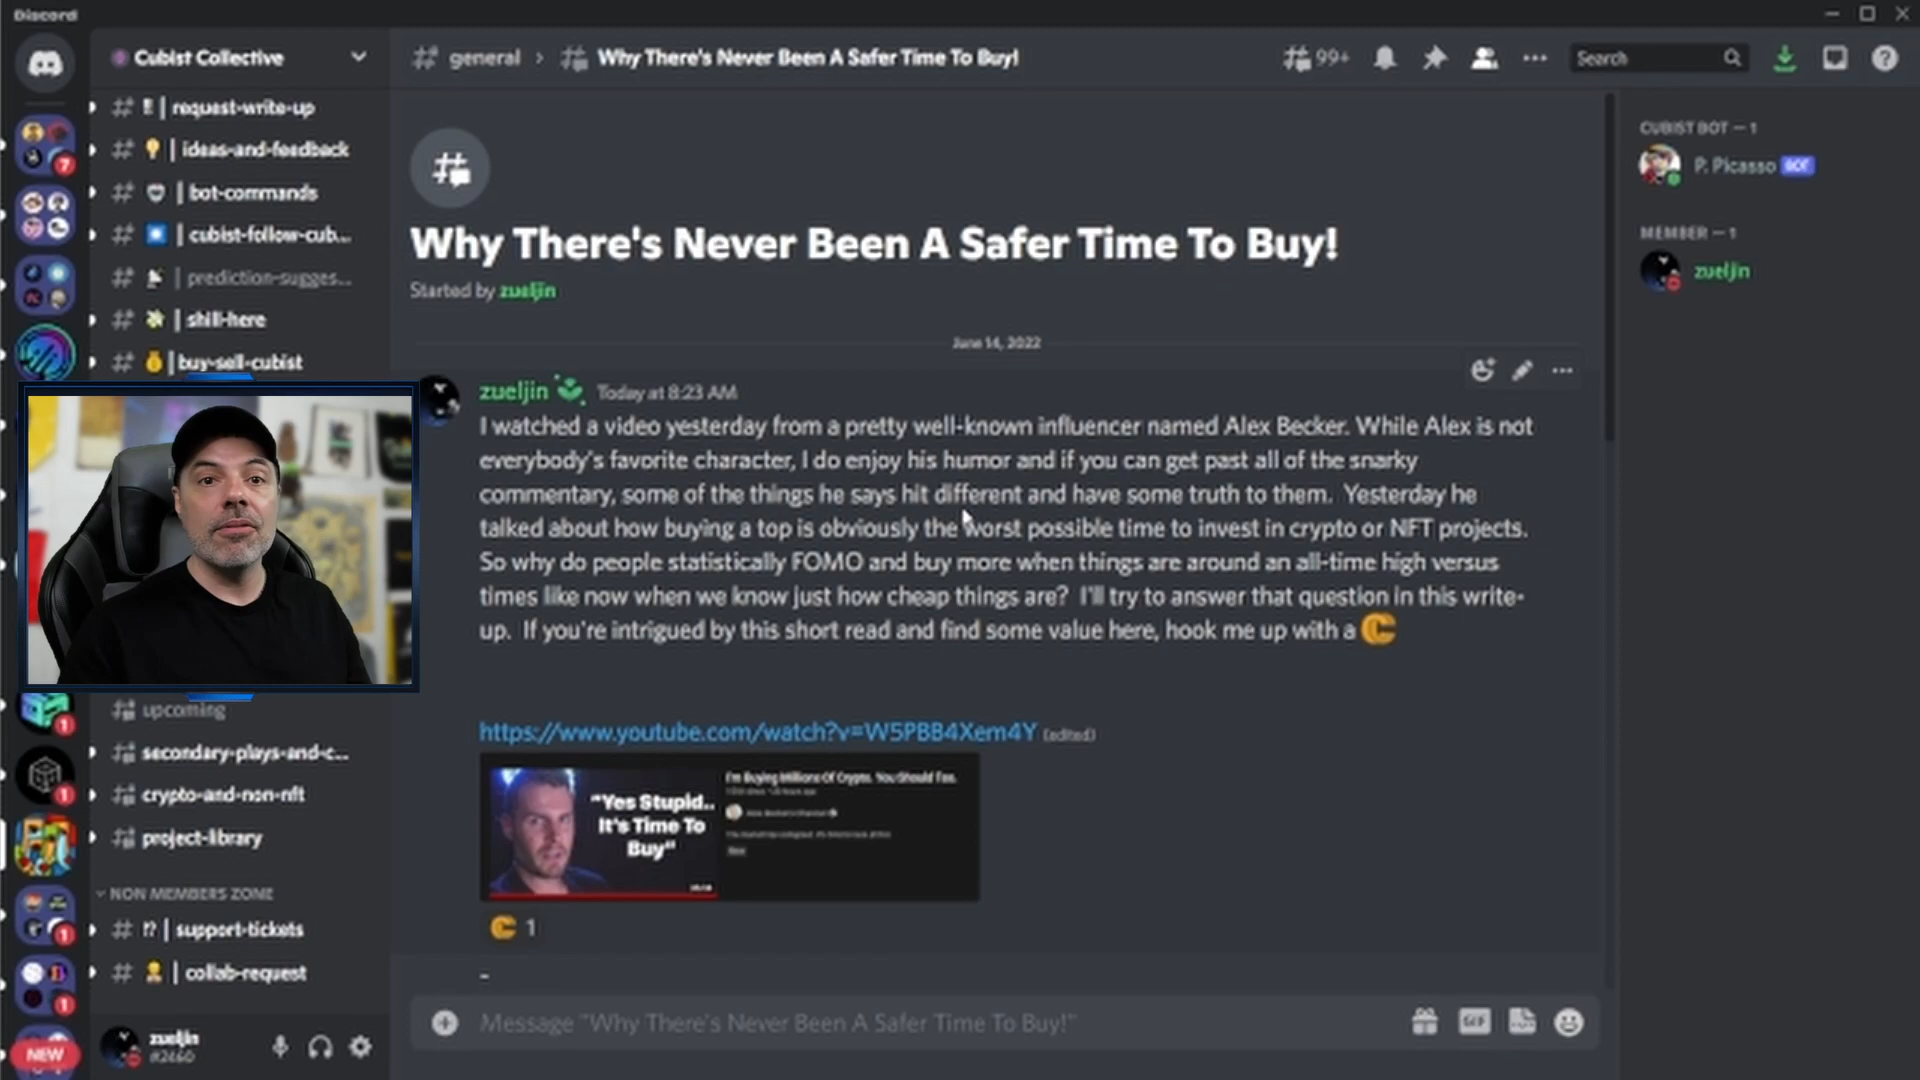 Discord
Cubist Collective
general > Why There's Never Been A Safer Time To Buy!
99+
Search
request-write-up
ideas-and-feedback
bot-commands
cubist-follow-cub...
prediction-sugges...
shill-here
buy-sell-cubist
upcoming
secondary-plays-and-c...
crypto-and-non-nft
project-library
NON MEMBERS ZONE
⁉ | support-tickets
collab-request
zueljin
#2660
NEW
7
1
1
1
1
Why There's Never Been A Safer Time To Buy!
Started by zueljin
June 14, 2022
zueljin Today at 8:23 AM
I watched a video yesterday from a pretty well-known influencer named Alex Becker. While Alex is not
everybody's favorite character, I do enjoy his humor and if you can get past all of the snarky
commentary, some of the things he says hit different and have some truth to them. Yesterday he
talked about how buying a top is obviously the worst possible time to invest in crypto or NFT projects.
So why do people statistically FOMO and buy more when things are around an all-time high versus
times like now when we know just how cheap things are? I'll try to answer that question in this write-
up. If you're intrigued by this short read and find some value here, hook me up with a
https://www.youtube.com/watch?v=W5PBB4Xem4Y (edited)
"Yes Stupid..
It's Time To
Buy"
I'm Buying Millions Of Crypto. You Should Too.
1
-
Message "Why There's Never Been A Safer Time To Buy!"
GIF
CUBIST BOT — 1
P. Picasso BOT
MEMBER — 1
zueljin